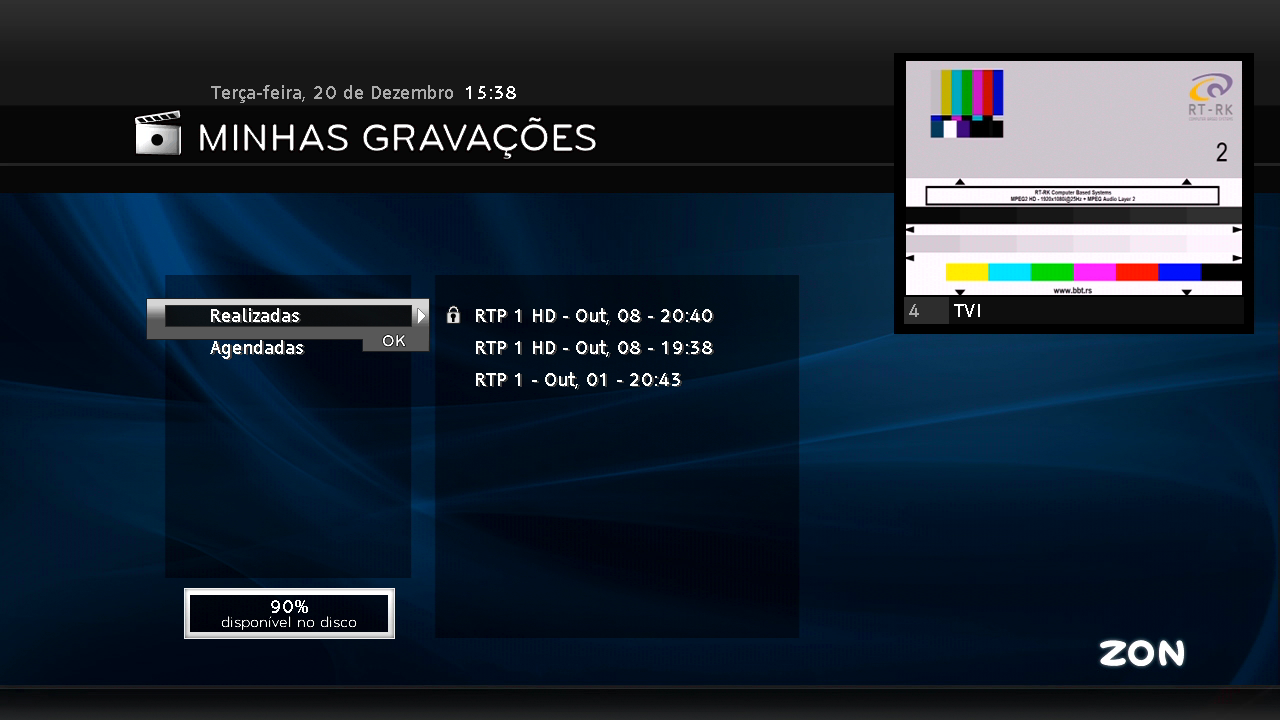 Terça-feira, 20 de Dezembro 15:38
MINHAS GRAVAÇÕES
RT-RK
2
RT-RK Computer Based Systems
MPEG2 HD - 1920x1080i@25Hz • MPEG Audio Layer 2
www.bbt.rs
4 TVI
Realizadas
OK
Agendadas
RTP 1 HD - Out, 08 - 20:40
RTP 1 HD - Out, 08 - 19:38
RTP 1 - Out, 01 - 20:43
90%
disponível no disco
ZON